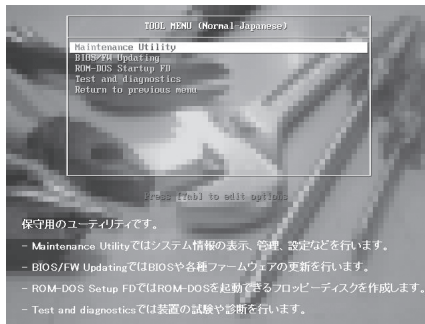 TOOL MENU (Normal-Japanese)
Maintenance Utility
BIOS/FW Updating
ROM-DOS Startup FD
Test and diagnostics
Return to previous menu
Press [Tab] to edit options
保守用のユーティリティです。
- Maintenance Utilityではシステム情報の表示、管理、設定などを行います。
- BIOS/FW UpdatingではBIOSや各種ファームウェアの更新を行います。
- ROM-DOS Setup FDではROM-DOSを起動できるフロッピーディスクを作成します。
- Test and diagnosticsでは装置の試験や診断を行います。